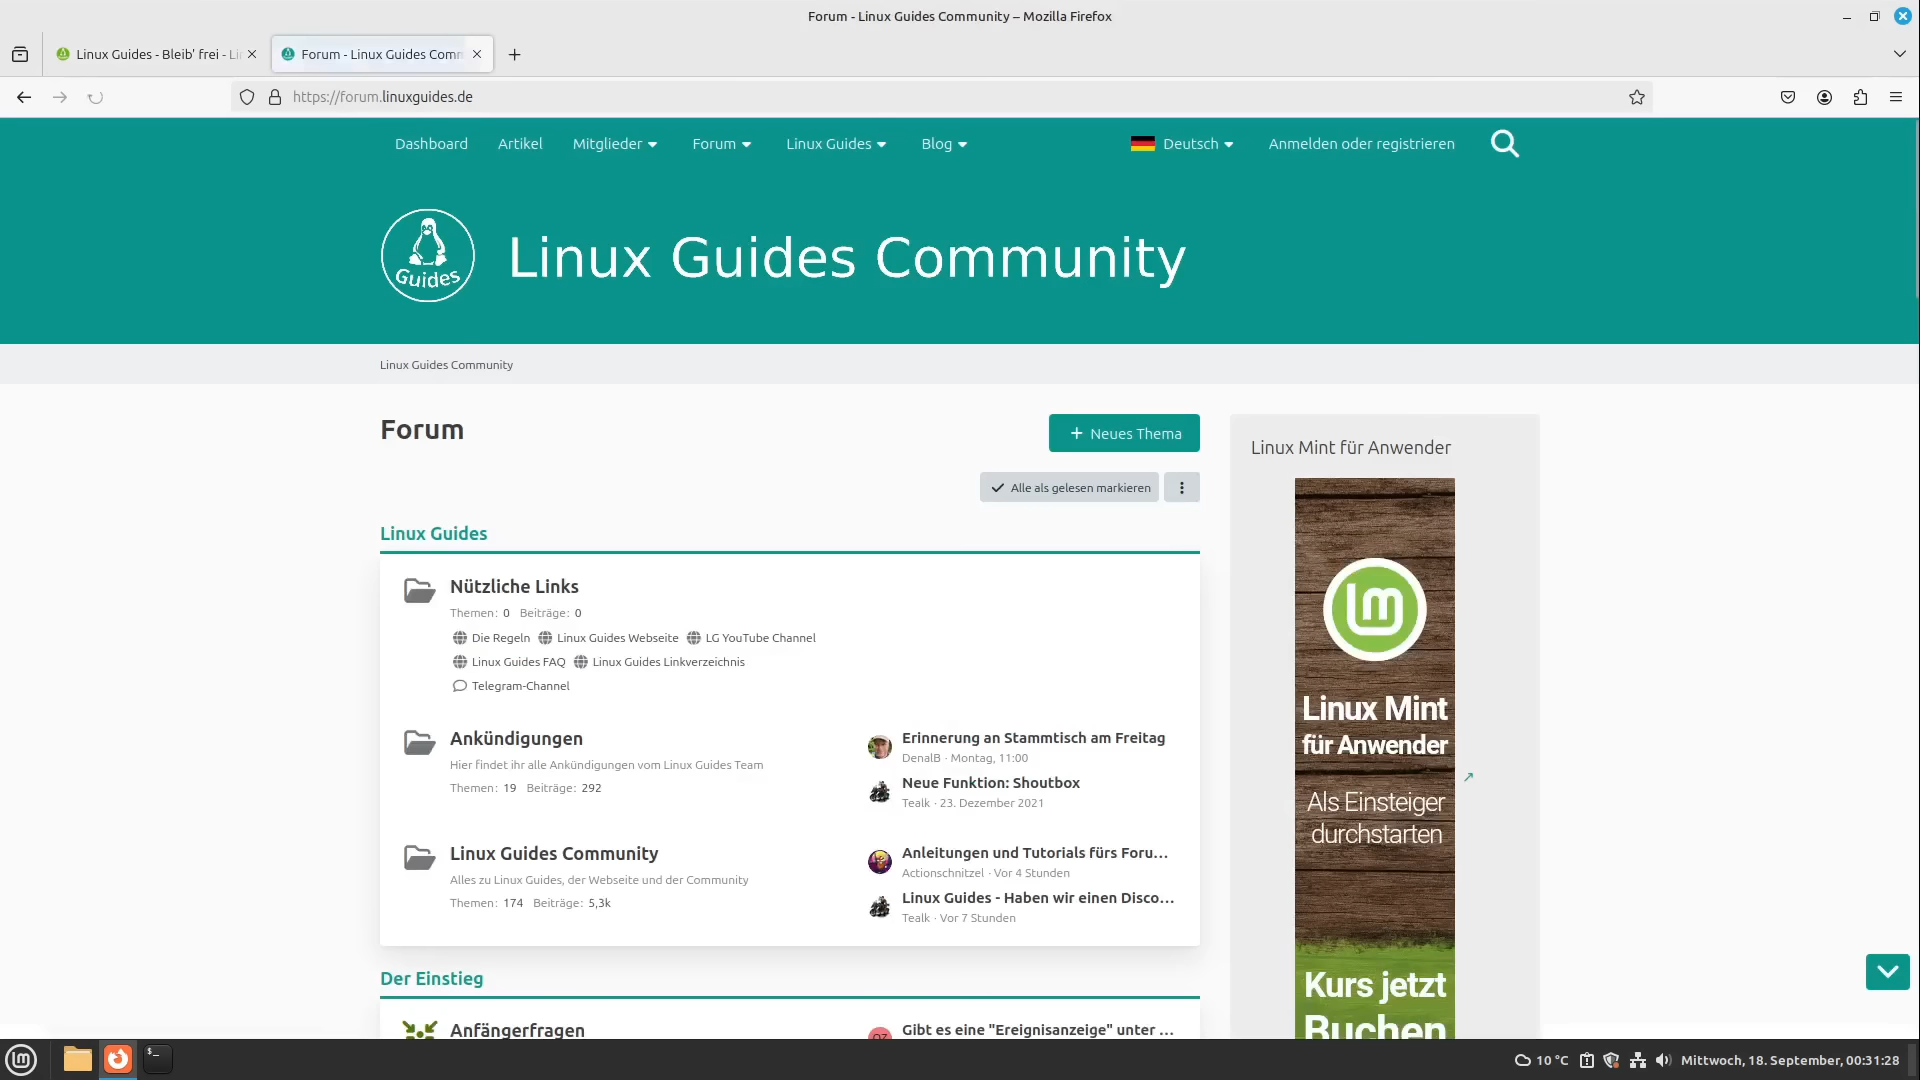 Forum - Linux Guides Community – Mozilla Firefox
Linux Guides - Bleib' frei - Li
Forum - Linux Guides Com
https://forum.linuxguides.de
Dashboard
Artikel
Mitglieder
Forum
Linux Guides
Blog
Deutsch
Anmelden oder registrieren
Guides
Linux Guides Community
Linux Guides Community
Forum
Neues Thema
Alle als gelesen markieren
Linux Guides
Nützliche Links
Themen: 0 Beiträge: 0
Die Regeln Linux Guides Webseite LG YouTube Channel
Linux Guides FAQ Linux Guides Linkverzeichnis
Telegram-Channel
Ankündigungen
Hier findet ihr alle Ankündigungen vom Linux Guides Team
Themen: 19 Beiträge: 292
Erinnerung an Stammtisch am Freitag
DenalB · Montag, 11:00
Neue Funktion: Shoutbox
Tealk · 23. Dezember 2021
Linux Guides Community
Alles zu Linux Guides, der Webseite und der Community
Themen: 174 Beiträge: 5,3k
Anleitungen und Tutorials fürs Foru…
Actionschnitzel · Vor 4 Stunden
Linux Guides - Haben wir einen Disco…
Tealk · Vor 7 Stunden
Der Einstieg
Anfängerfragen
Gibt es eine "Ereignisanzeige" unter …
Linux Mint für Anwender
Linux Mint
für Anwender
Als Einsteiger
durchstarten
Kurs jetzt
Buchen
10 °C
Mittwoch, 18. September, 00:31:28